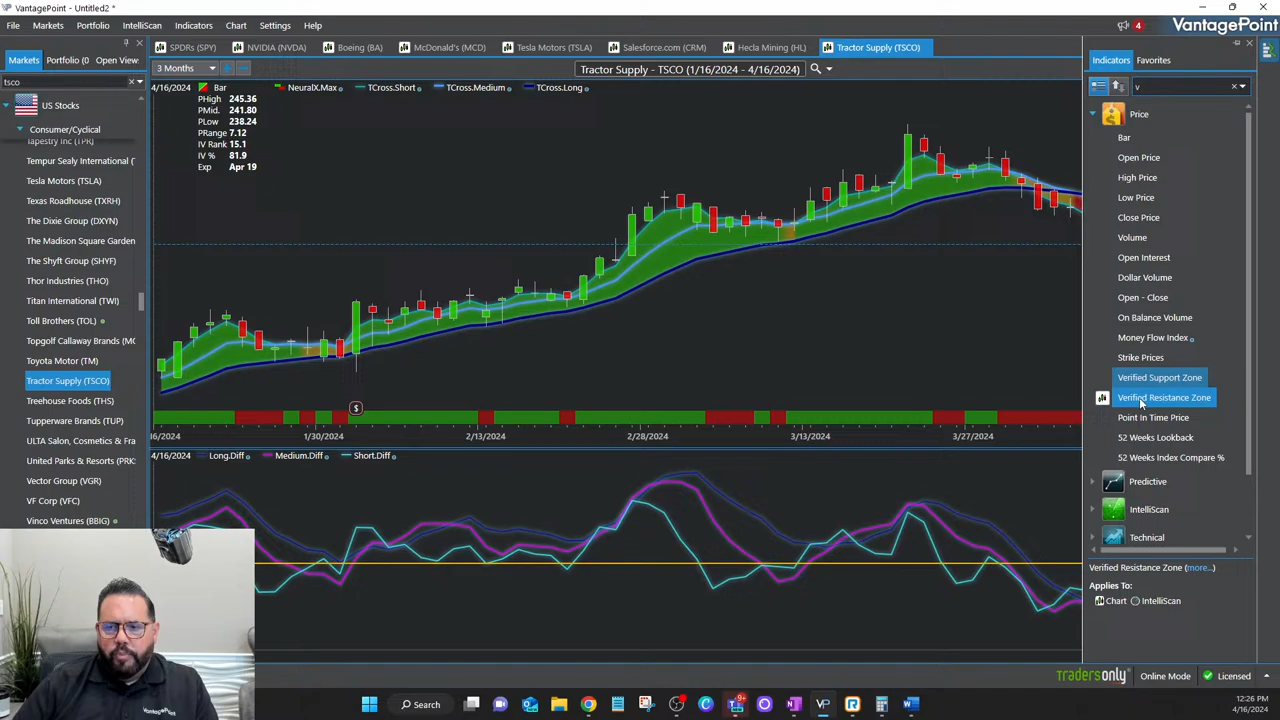 VantagePoint - Untitled2 *
File Markets Portfolio IntelliScan Indicators Chart Settings Help
4 VantagePoint
Markets Portfolio (0 Open View:
tsco
US Stocks
Consumer/Cyclical
Tapestry Inc (TPR)
Tempur Sealy International (T
Tesla Motors (TSLA)
Texas Roadhouse (TXRH)
The Dixie Group (DXYN)
The Madison Square Garden
The Shyft Group (SHYF)
Thor Industries (THO)
Titan International (TWI)
Toll Brothers (TOL)
Topgolf Callaway Brands (MO
Toyota Motor (TM)
Tractor Supply (TSCO)
Treehouse Foods (THS)
Tupperware Brands (TUP)
ULTA Salon, Cosmetics & Fra
United Parks & Resorts (PRK
Vector Group (VGR)
VF Corp (VFC)
Vinco Ventures (BBIG)
SPDRs (SPY) NVIDIA (NVDA) Boeing (BA) McDonald's (MCD) Tesla Motors (TSLA) Salesforce.com (CRM) Hecla Mining (HL) Tractor Supply (TSCO)
3 Months
Tractor Supply - TSCO (1/16/2024 - 4/16/2024)
4/16/2024 Bar NeuralX.Max TCross.Short TCross.Medium TCross.Long
PHigh 245.36
PMid. 241.80
PLow 238.24
PRange 7.12
IV Rank 15.1
IV % 81.9
Exp Apr 19
$
/16/2024 1/30/2024 2/13/2024 2/28/2024 3/13/2024 3/27/2024
4/16/2024 Long.Diff Medium.Diff Short.Diff
Indicators Favorites
v
Price
Bar
Open Price
High Price
Low Price
Close Price
Volume
Open Interest
Dollar Volume
Open - Close
On Balance Volume
Money Flow Index
Strike Prices
Verified Support Zone
Verified Resistance Zone
Point In Time Price
52 Weeks Lookback
52 Weeks Index Compare %
Predictive
IntelliScan
Technical
Verified Resistance Zone (more...)
Applies To:
Chart IntelliScan
VantagePoint
tradersonly Online Mode Licensed
Search
12:26 PM
4/16/2024